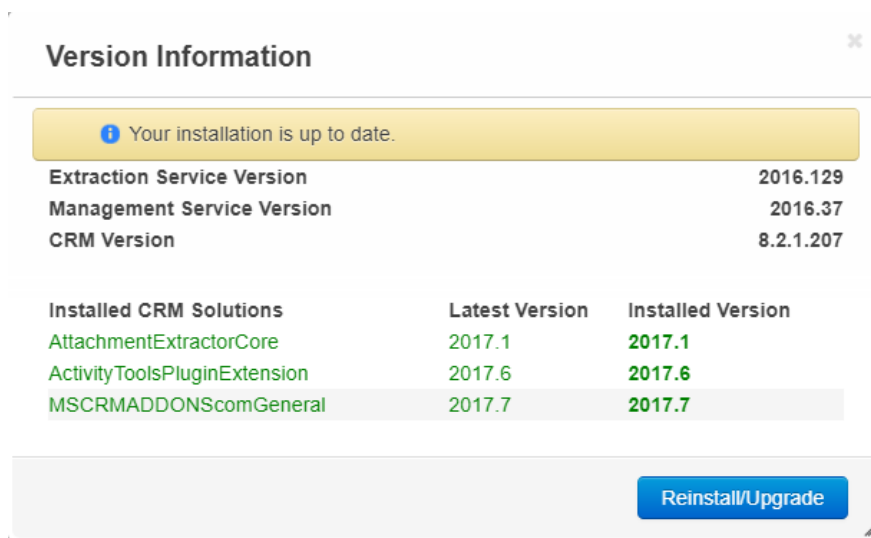 Version Information
Your installation is up to date.
Extraction Service Version 2016.129
Management Service Version 2016.37
CRM Version 8.2.1.207
Installed CRM Solutions Latest Version Installed Version
AttachmentExtractorCore 2017.1 2017.1
ActivityToolsPluginExtension 2017.6 2017.6
MSCRMADDONScomGeneral 2017.7 2017.7
Reinstall/Upgrade